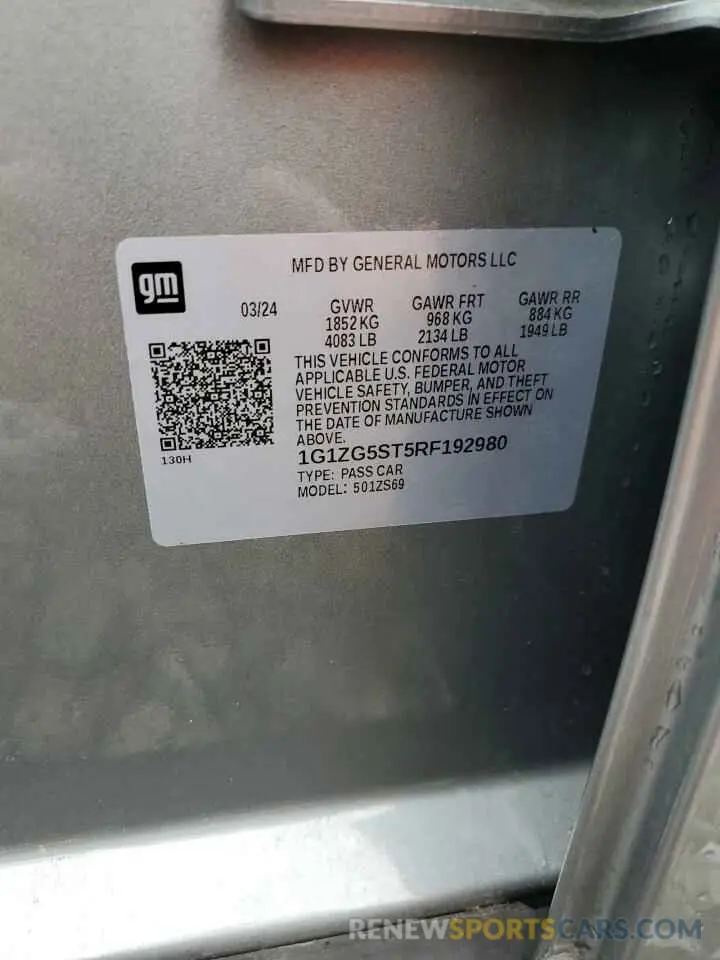 gm
MFD BY GENERAL MOTORS LLC
03/24
GVWR
1852 KG
4083 LB
GAWR FRT
968 KG
2134 LB
GAWR RR
884 KG
1949 LB
THIS VEHICLE CONFORMS TO ALL
APPLICABLE U.S. FEDERAL MOTOR
VEHICLE SAFETY, BUMPER, AND THEFT
PREVENTION STANDARDS IN EFFECT ON
THE DATE OF MANUFACTURE SHOWN
ABOVE.
130H
1G1ZG5ST5RF192980
TYPE: PASS CAR
MODEL: 501ZS69
RENEWSPORTSCARS.COM